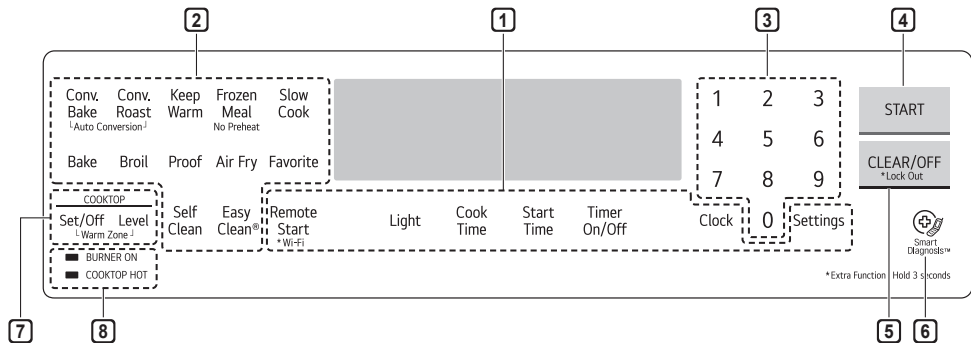 2 1 3 4
Conv. Bake Conv. Roast Keep Warm Frozen Meal Slow Cook
└Auto Conversion┘ No Preheat
1 2 3
START
4 5 6
Bake Broil Proof Air Fry Favorite
CLEAR/OFF
*Lock Out
7 8 9
COOKTOP
Set/Off Level
└ Warm Zone ┘
Self Clean Easy Clean®
Remote Start
*Wi-Fi
Light Cook Time Start Time Timer On/Off Clock 0 Settings
BURNER ON
COOKTOP HOT
Smart
Diagnosis™
*Extra Function Hold 3 seconds
7 8 5 6